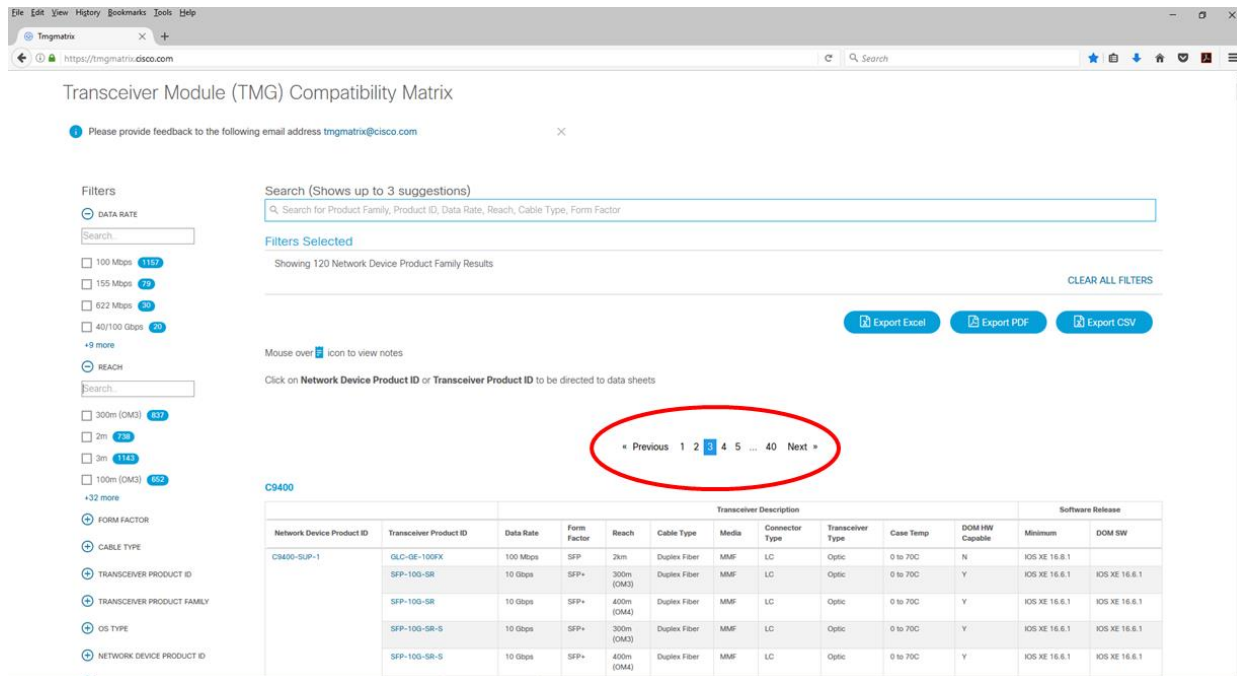 File Edit View History Bookmarks Tools Help
Tmgmatrix
https://tmgmatrix.cisco.com
Search
Transceiver Module (TMG) Compatibility Matrix
Please provide feedback to the following email address tmgmatrix@cisco.com
Filters
DATA RATE
Search..
100 Mbps 1157
155 Mbps 79
622 Mbps 30
40/100 Gbps 20
+9 more
REACH
Search..
300m (OM3) 837
2m 738
3m 1143
100m (OM3) 652
+32 more
FORM FACTOR
CABLE TYPE
TRANSCEIVER PRODUCT ID
TRANSCEIVER PRODUCT FAMILY
OS TYPE
NETWORK DEVICE PRODUCT ID
Search (Shows up to 3 suggestions)
Search for Product Family, Product ID, Data Rate, Reach, Cable Type, Form Factor
Filters Selected
Showing 120 Network Device Product Family Results
CLEAR ALL FILTERS
Export Excel Export PDF Export CSV
Mouse over icon to view notes
Click on Network Device Product ID or Transceiver Product ID to be directed to data sheets
« Previous 1 2 3 4 5 ... 40 Next »
C9400
Transceiver Description Software Release
Network Device Product ID Transceiver Product ID Data Rate Form Factor Reach Cable Type Media Connector Type Transceiver Type Case Temp DOM HW Capable Minimum DOM SW
C9400-SUP-1 GLC-GE-100FX 100 Mbps SFP 2km Duplex Fiber MMF LC Optic 0 to 70C N IOS XE 16.6.1
SFP-10G-SR 10 Gbps SFP+ 300m (OM3) Duplex Fiber MMF LC Optic 0 to 70C Y IOS XE 16.6.1 IOS XE 16.6.1
SFP-10G-SR 10 Gbps SFP+ 400m (OM4) Duplex Fiber MMF LC Optic 0 to 70C Y IOS XE 16.6.1 IOS XE 16.6.1
SFP-10G-SR-S 10 Gbps SFP+ 300m (OM3) Duplex Fiber MMF LC Optic 0 to 70C Y IOS XE 16.6.1 IOS XE 16.6.1
SFP-10G-SR-S 10 Gbps SFP+ 400m (OM4) Duplex Fiber MMF LC Optic 0 to 70C Y IOS XE 16.6.1 IOS XE 16.6.1